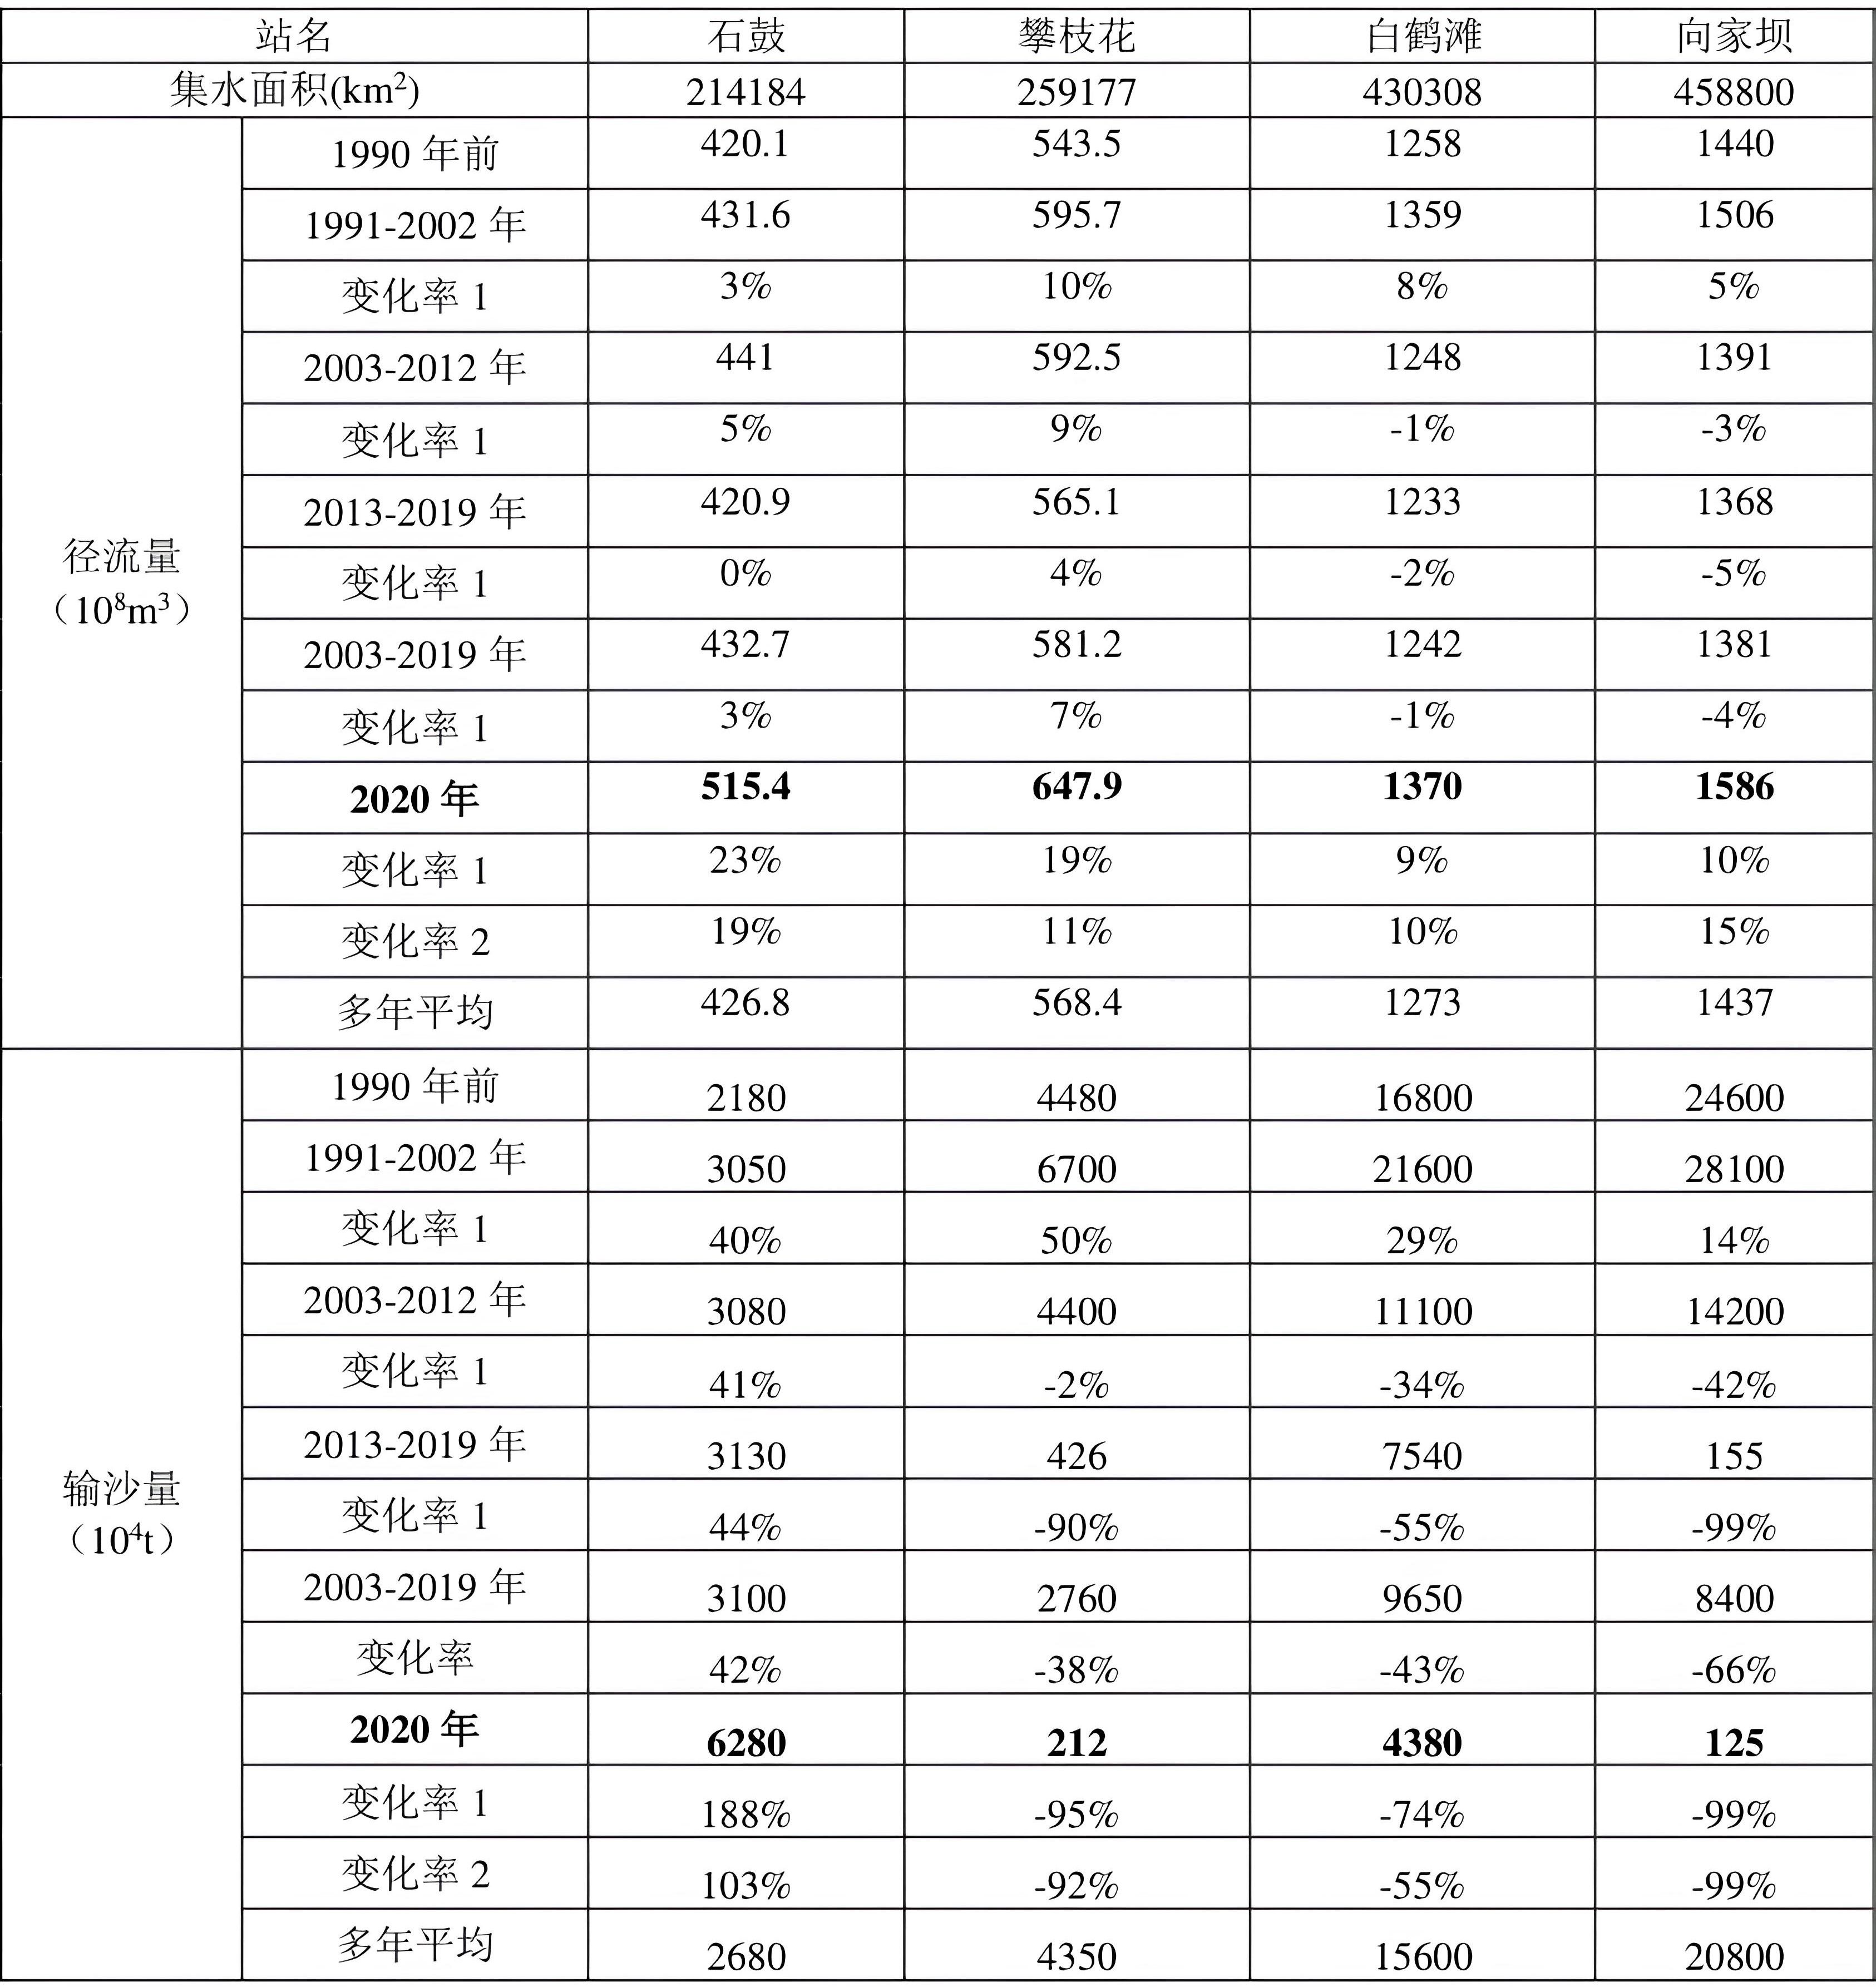 站名 石鼓 攀枝花 白鹤滩 向家坝
集水面积(km²) 214184 259177 430308 458800
径流量
（10⁸m³）
1990 年前 420.1 543.5 1258 1440
1991-2002 年 431.6 595.7 1359 1506
变化率 1 3% 10% 8% 5%
2003-2012 年 441 592.5 1248 1391
变化率 1 5% 9% -1% -3%
2013-2019 年 420.9 565.1 1233 1368
变化率 1 0% 4% -2% -5%
2003-2019 年 432.7 581.2 1242 1381
变化率 1 3% 7% -1% -4%
2020 年 515.4 647.9 1370 1586
变化率 1 23% 19% 9% 10%
变化率 2 19% 11% 10% 15%
多年平均 426.8 568.4 1273 1437
输沙量
（10⁴t）
1990 年前 2180 4480 16800 24600
1991-2002 年 3050 6700 21600 28100
变化率 1 40% 50% 29% 14%
2003-2012 年 3080 4400 11100 14200
变化率 1 41% -2% -34% -42%
2013-2019 年 3130 426 7540 155
变化率 1 44% -90% -55% -99%
2003-2019 年 3100 2760 9650 8400
变化率 42% -38% -43% -66%
2020 年 6280 212 4380 125
变化率 1 188% -95% -74% -99%
变化率 2 103% -92% -55% -99%
多年平均 2680 4350 15600 20800